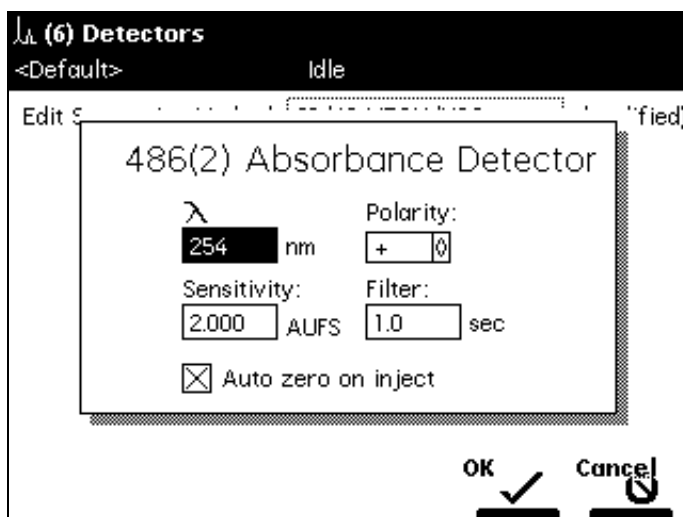 (6) Detectors
<Default> Idle
Edit
486(2) Absorbance Detector
λ Polarity:
254 nm +
Sensitivity: Filter:
2.000 AUFS 1.0 sec
Auto zero on inject
OK Cancel